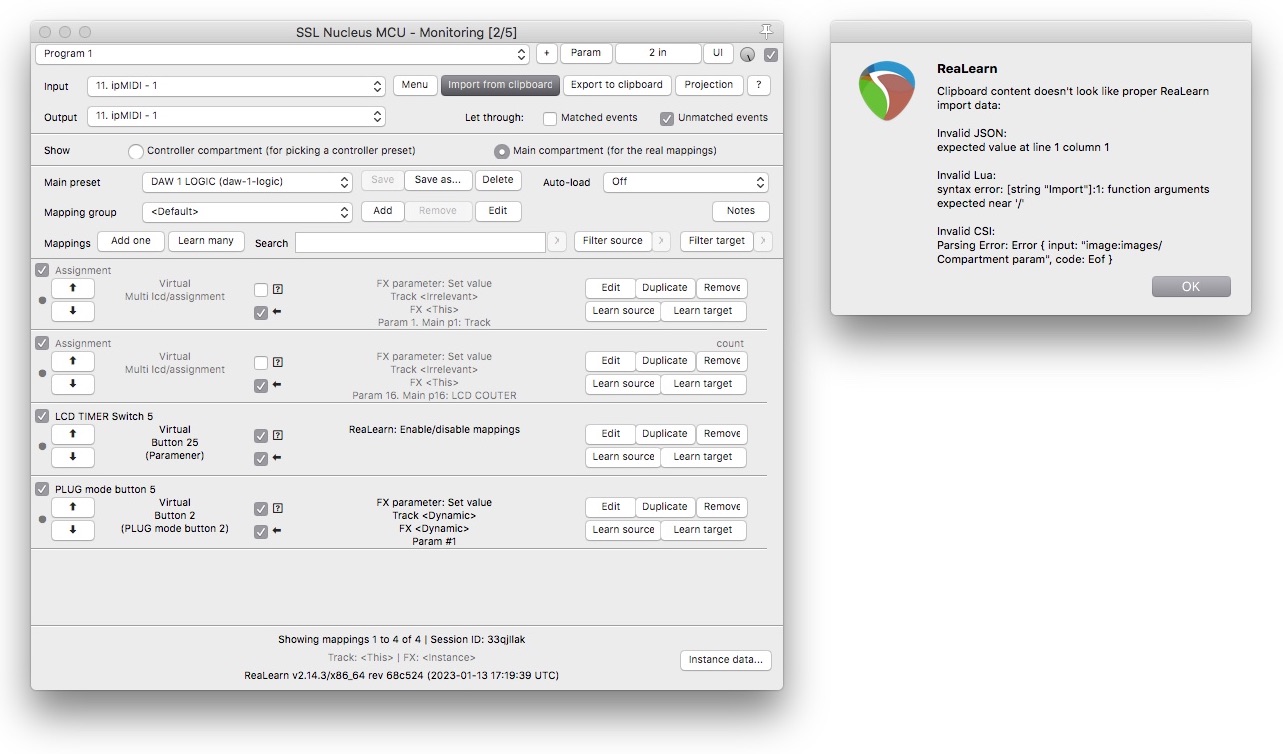 SSL Nucleus MCU - Monitoring [2/5]
Program 1
+
Param
2 in
UI
Input
11. ipMIDI - 1
Menu
Import from clipboard
Export to clipboard
Projection
?
Output
11. ipMIDI - 1
Let through:
Matched events
Unmatched events
Show
Controller compartment (for picking a controller preset)
Main compartment (for the real mappings)
Main preset
DAW 1 LOGIC (daw-1-logic)
Save
Save as...
Delete
Auto-load
Off
Mapping group
<Default>
Add
Remove
Edit
Notes
Mappings
Add one
Learn many
Search
>
Filter source
>
Filter target
>
Assignment
Virtual
Multi lcd/assignment
?
FX parameter: Set value
Track <Irrelevant>
FX <This>
Param 1. Main p1: Track
Edit
Duplicate
Remove
Learn source
Learn target
Assignment
count
Virtual
Multi lcd/assignment
?
FX parameter: Set value
Track <Irrelevant>
FX <This>
Param 16. Main p16: LCD COUTER
Edit
Duplicate
Remove
Learn source
Learn target
LCD TIMER Switch 5
Virtual
Button 25
(Paramener)
?
ReaLearn: Enable/disable mappings
Edit
Duplicate
Remove
Learn source
Learn target
PLUG mode button 5
Virtual
Button 2
(PLUG mode button 2)
?
FX parameter: Set value
Track <Dynamic>
FX <Dynamic>
Param #1
Edit
Duplicate
Remove
Learn source
Learn target
Showing mappings 1 to 4 of 4 | Session ID: 33qjIlak
Track: <This> | FX: <Instance>
Instance data...
ReaLearn v2.14.3/x86_64 rev 68c524 (2023-01-13 17:19:39 UTC)
ReaLearn
Clipboard content doesn't look like proper ReaLearn
import data:
Invalid JSON:
expected value at line 1 column 1
Invalid Lua:
syntax error: [string "Import"]:1: function arguments
expected near '/'
Invalid CSI:
Parsing Error: Error { input: "image:images/
Compartment param", code: Eof }
OK